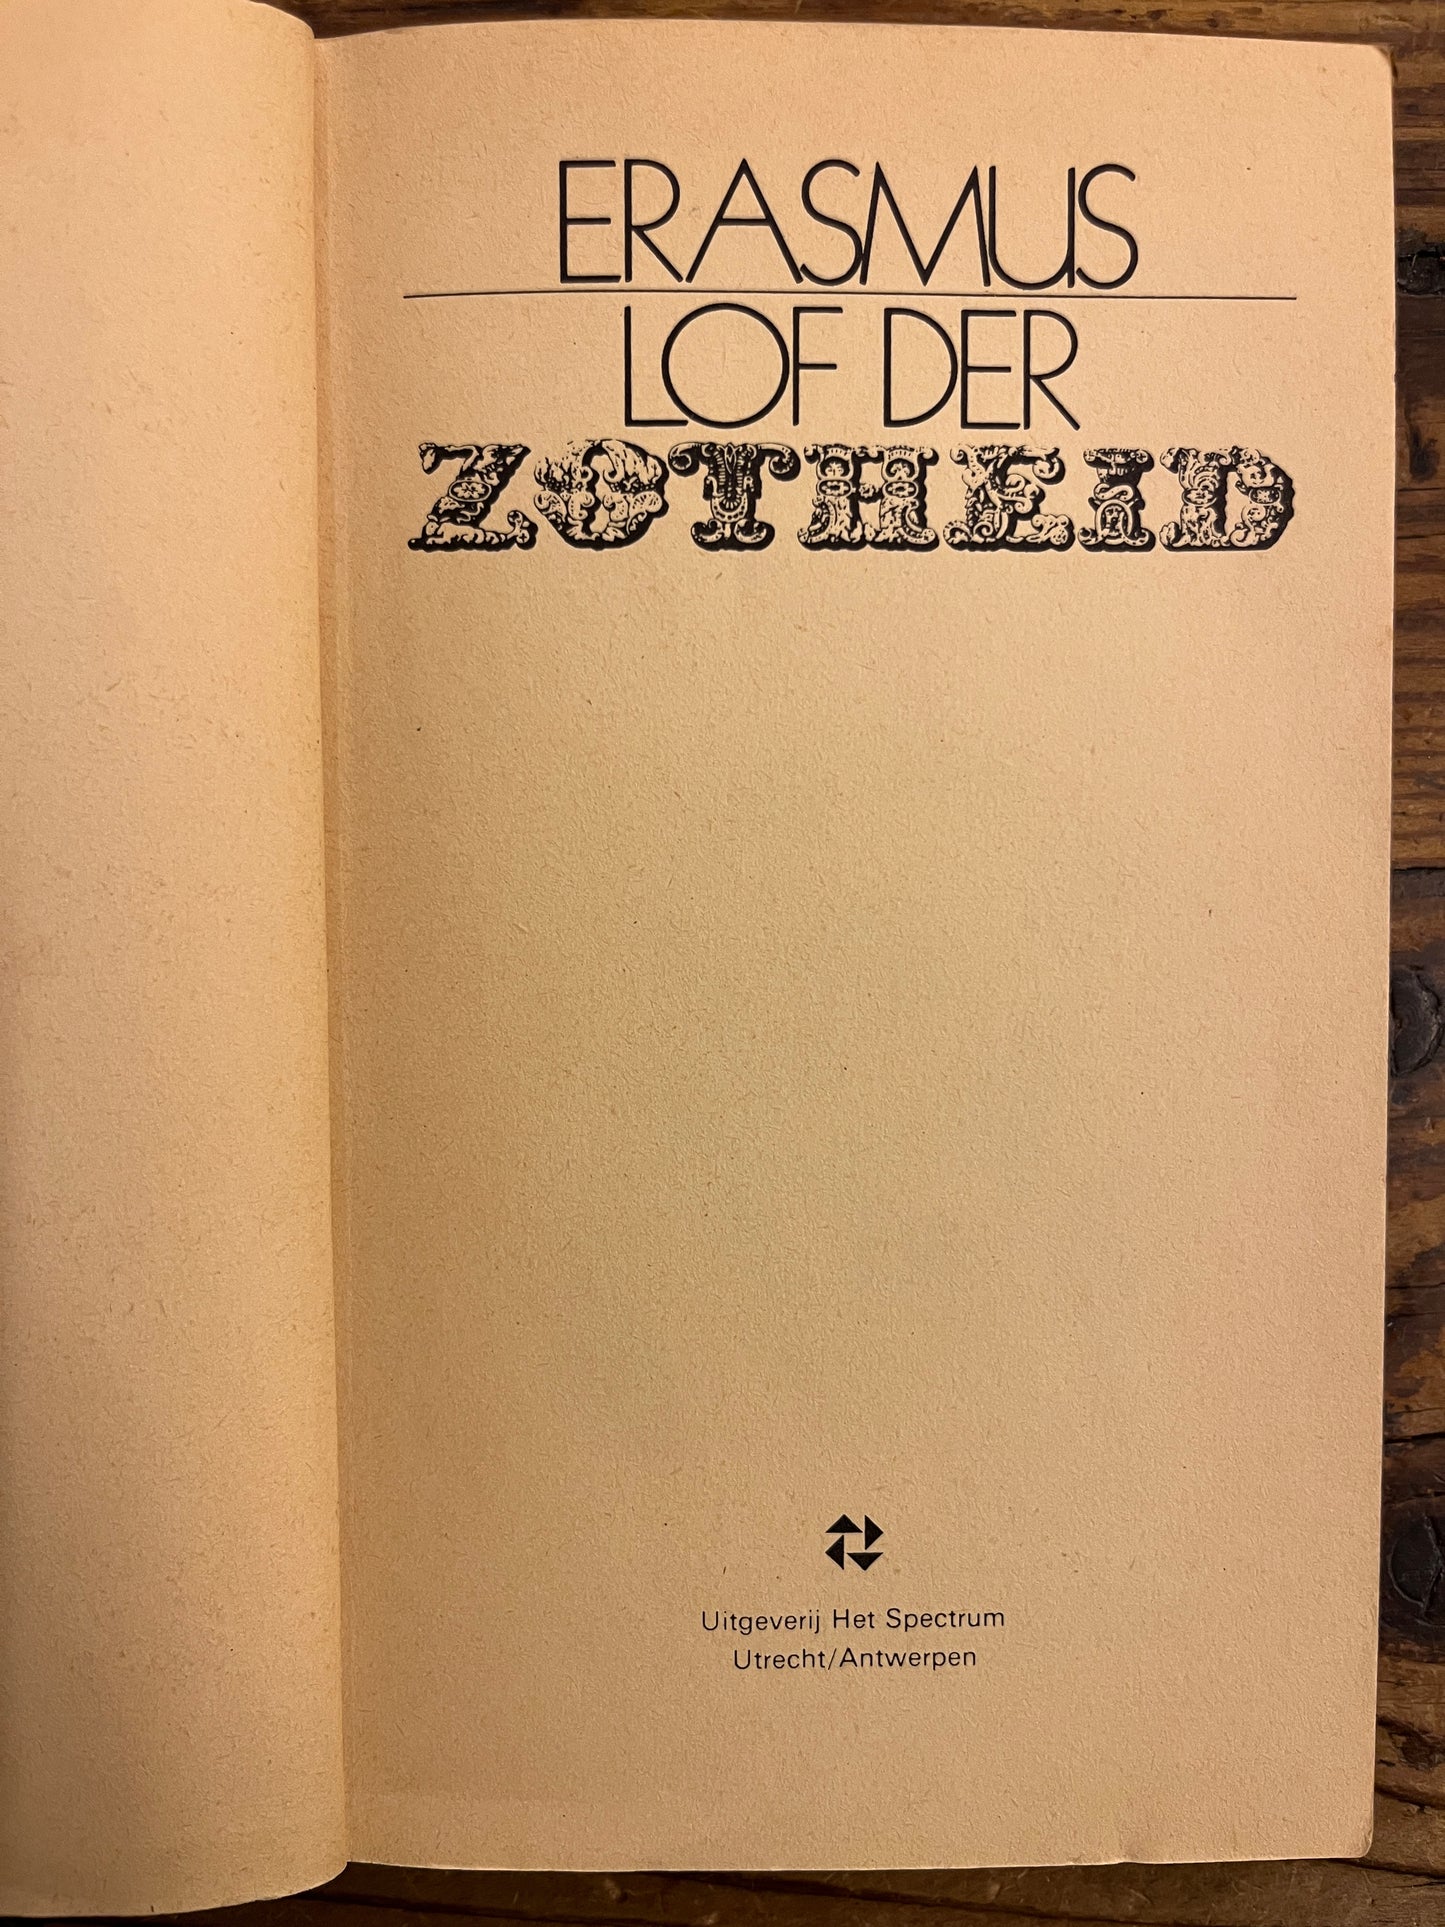 ERASMUS
LOF DER
ZOTHEID
Uitgeverij Het Spectrum
Utrecht/Antwerpen